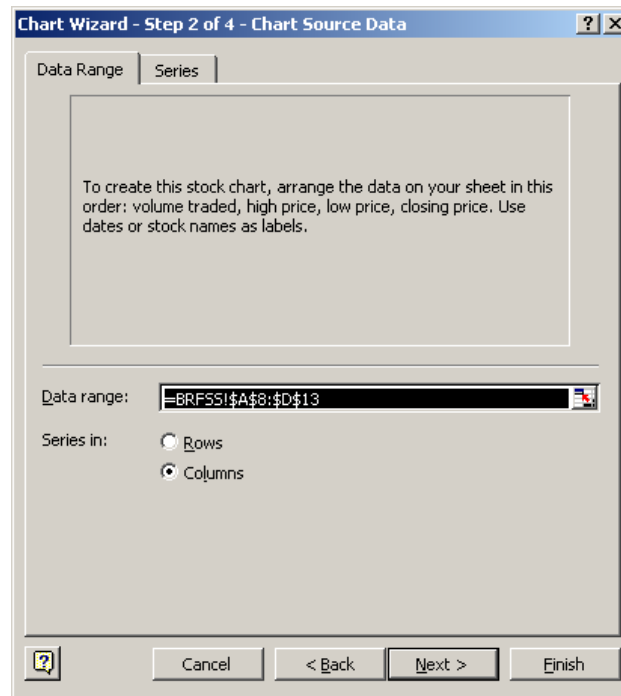 Chart Wizard - Step 2 of 4 - Chart Source Data
Data Range Series
To create this stock chart, arrange the data on your sheet in this
order: volume traded, high price, low price, closing price. Use
dates or stock names as labels.
Data range: =BRFSS!$A$8:$D$13
Series in: Rows
Columns
Cancel < Back Next > Finish